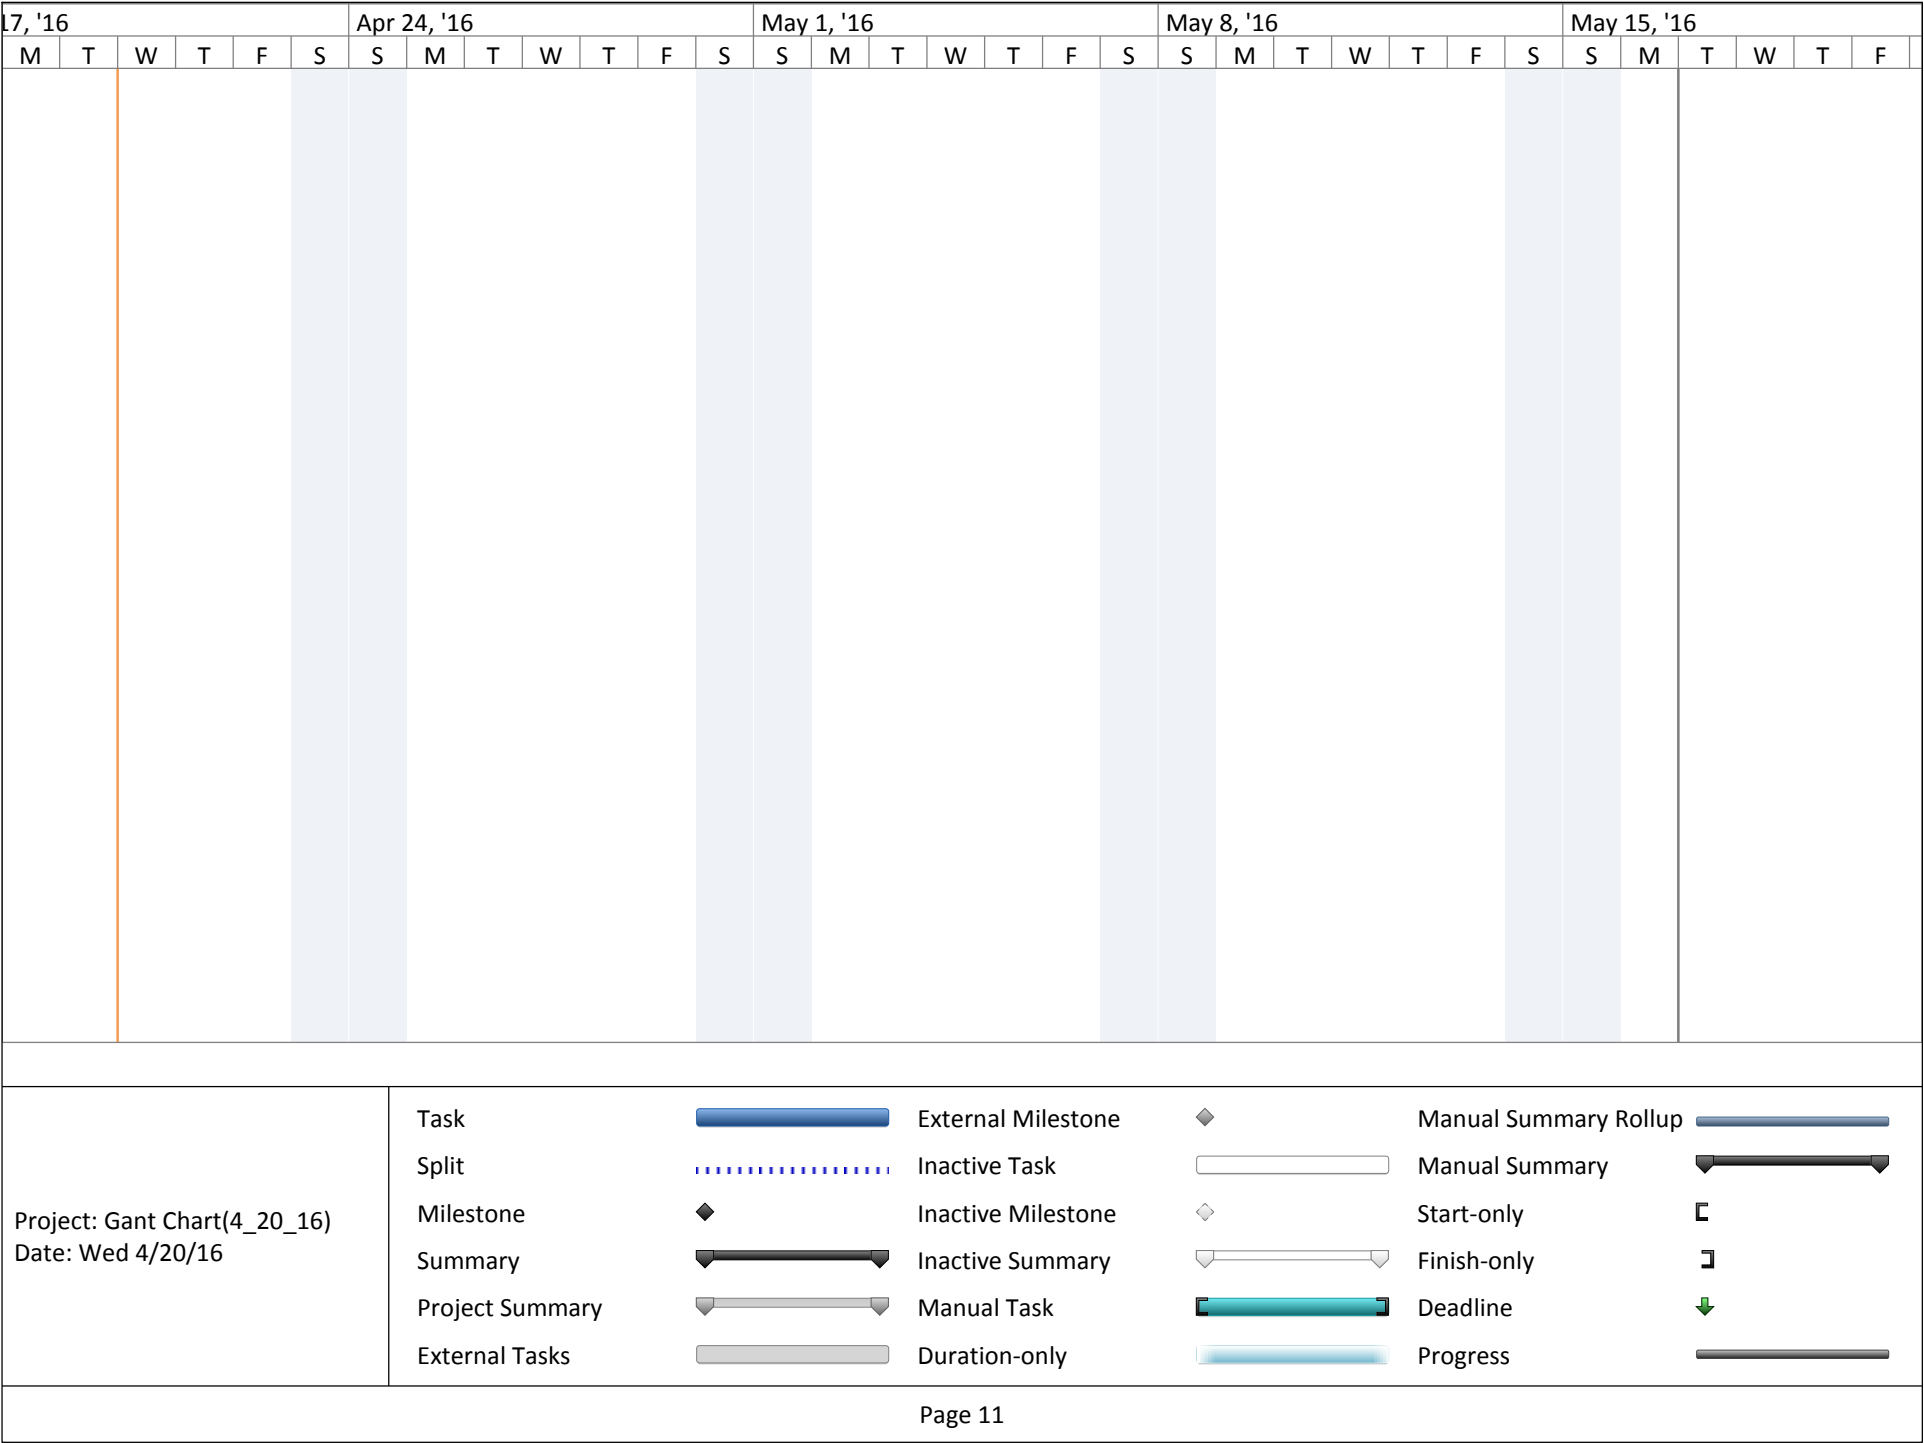 17, '16 Apr 24, '16 May 1, '16 May 8, '16 May 15, '16
M T W T F S S M T W T F S S M T W T F S S M T W T F S S M T W T F
Task External Milestone Manual Summary Rollup
Split Inactive Task Manual Summary
Milestone Inactive Milestone Start-only
Summary Inactive Summary Finish-only
Project Summary Manual Task Deadline
External Tasks Duration-only Progress
Project: Gant Chart(4_20_16)
Date: Wed 4/20/16
Page 11